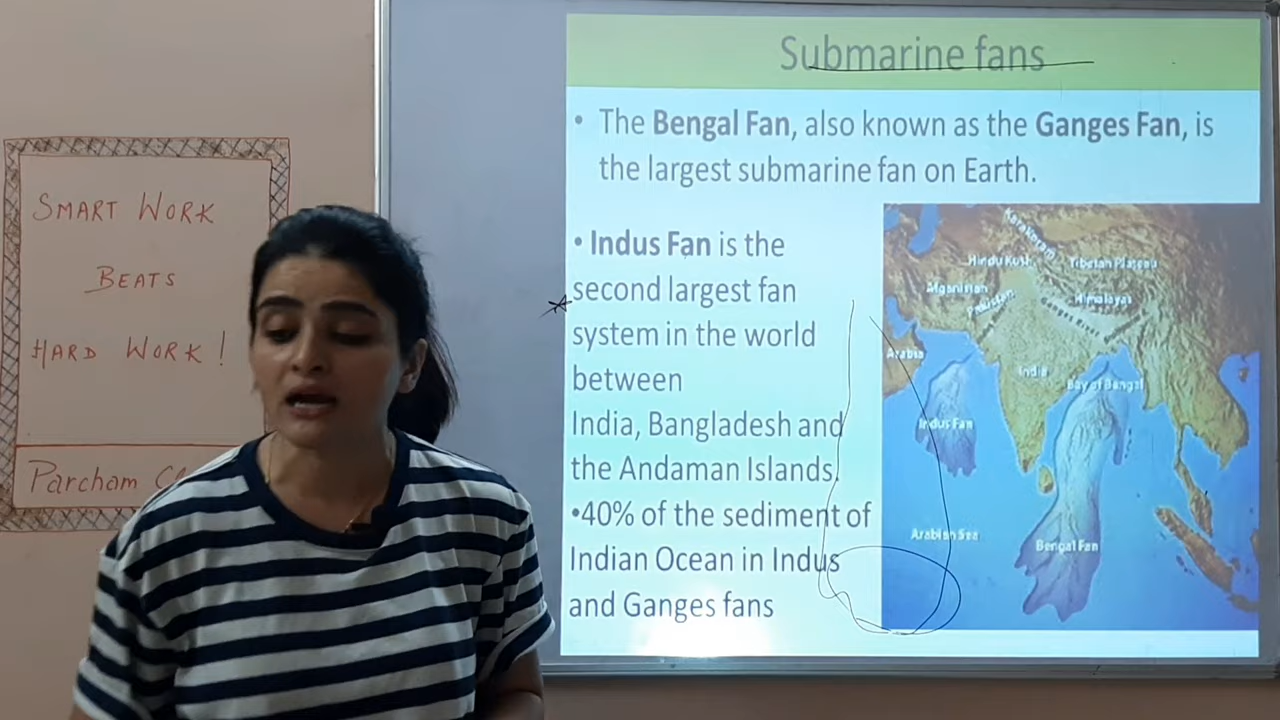 SMART WORK
BEATS
HARD WORK !
Parcham
Submarine fans
• The Bengal Fan, also known as the Ganges Fan, is
the largest submarine fan on Earth.
• Indus Fan is the
second largest fan
system in the world
between
India, Bangladesh and
the Andaman Islands.
•40% of the sediment of
Indian Ocean in Indus
and Ganges fans
Karakoram
Hindu Kush
Tibetan Plateau
Pakistan
Himalayas
Ganges River
Arabia
India
Bay of Bengal
Indus Fan
Arabian Sea
Bengal Fan